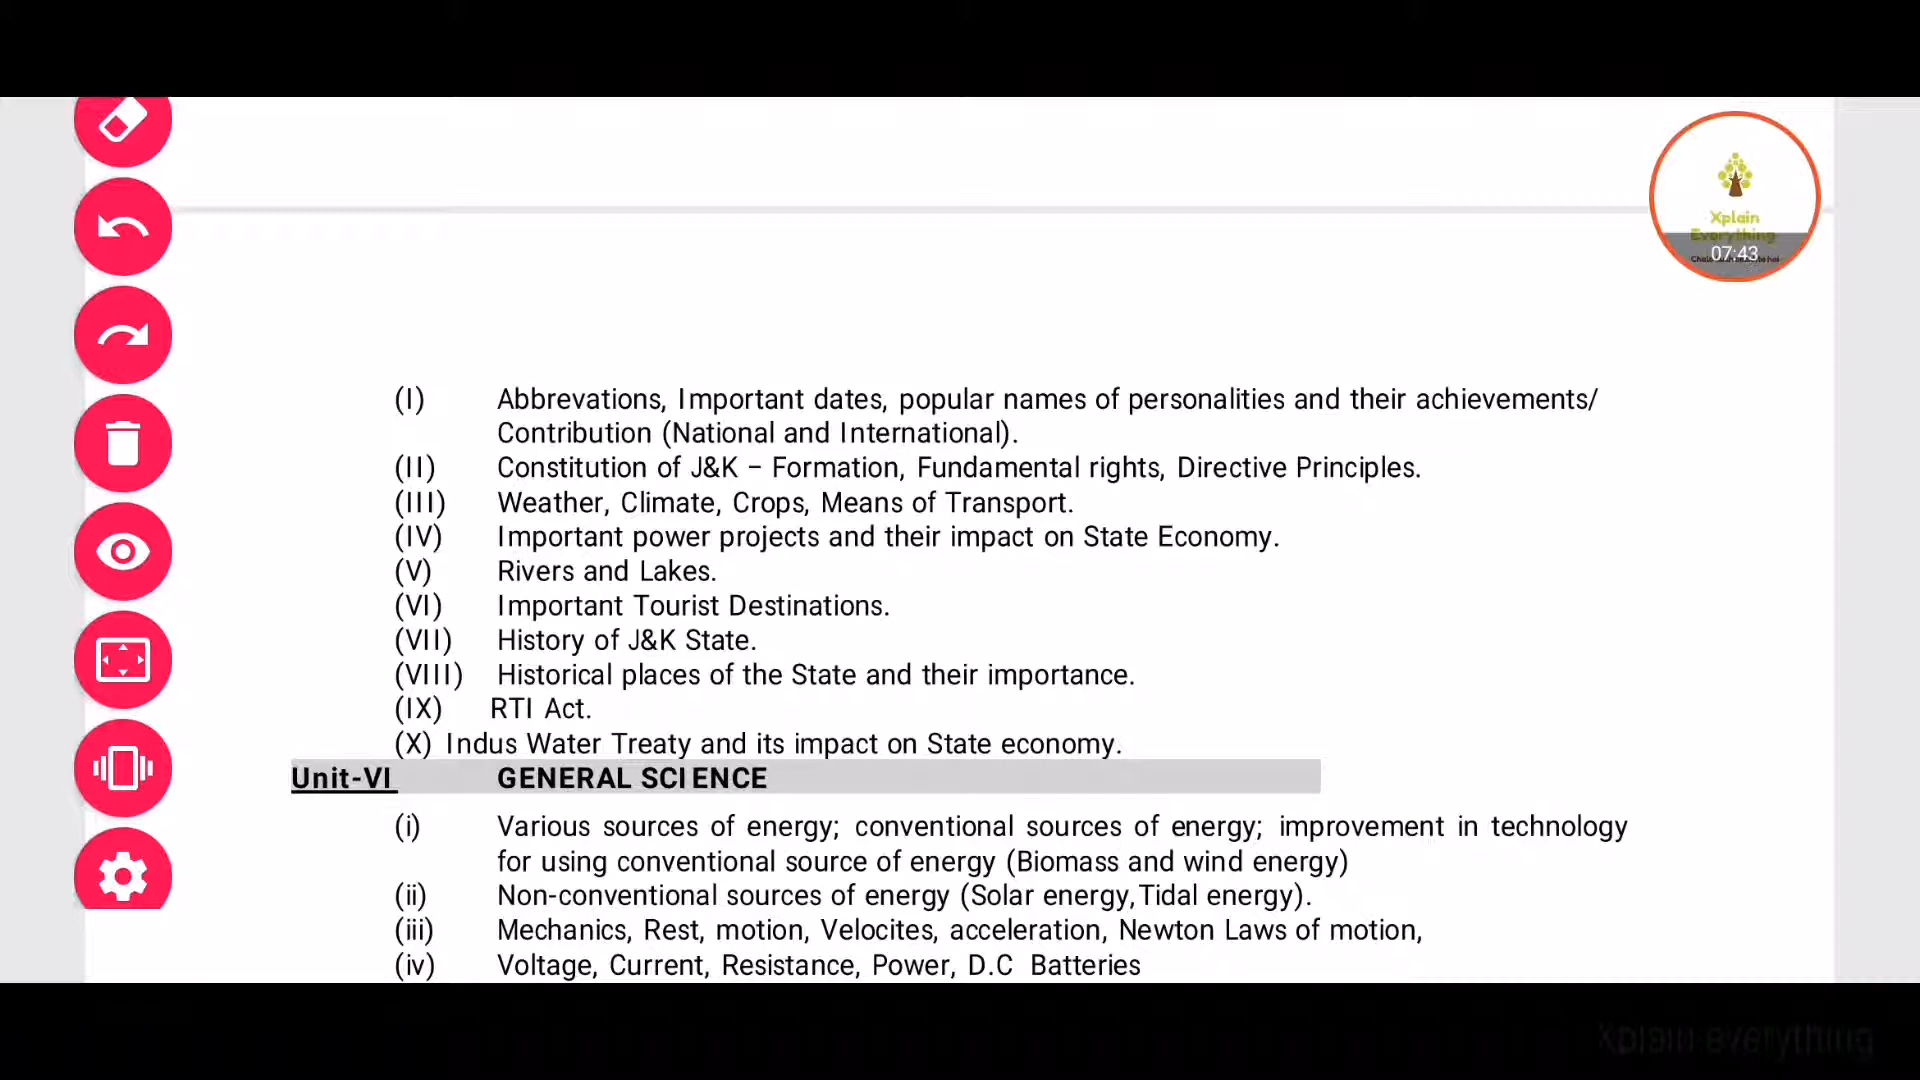 Xplain
Everything
07:43
(I) Abbrevations, Important dates, popular names of personalities and their achievements/
Contribution (National and International).
(II) Constitution of J&K – Formation, Fundamental rights, Directive Principles.
(III) Weather, Climate, Crops, Means of Transport.
(IV) Important power projects and their impact on State Economy.
(V) Rivers and Lakes.
(VI) Important Tourist Destinations.
(VII) History of J&K State.
(VIII) Historical places of the State and their importance.
(IX) RTI Act.
(X) Indus Water Treaty and its impact on State economy.
Unit-VI GENERAL SCIENCE
(i) Various sources of energy; conventional sources of energy; improvement in technology
for using conventional source of energy (Biomass and wind energy)
(ii) Non-conventional sources of energy (Solar energy,Tidal energy).
(iii) Mechanics, Rest, motion, Velocites, acceleration, Newton Laws of motion,
(iv) Voltage, Current, Resistance, Power, D.C Batteries
Xplain everything